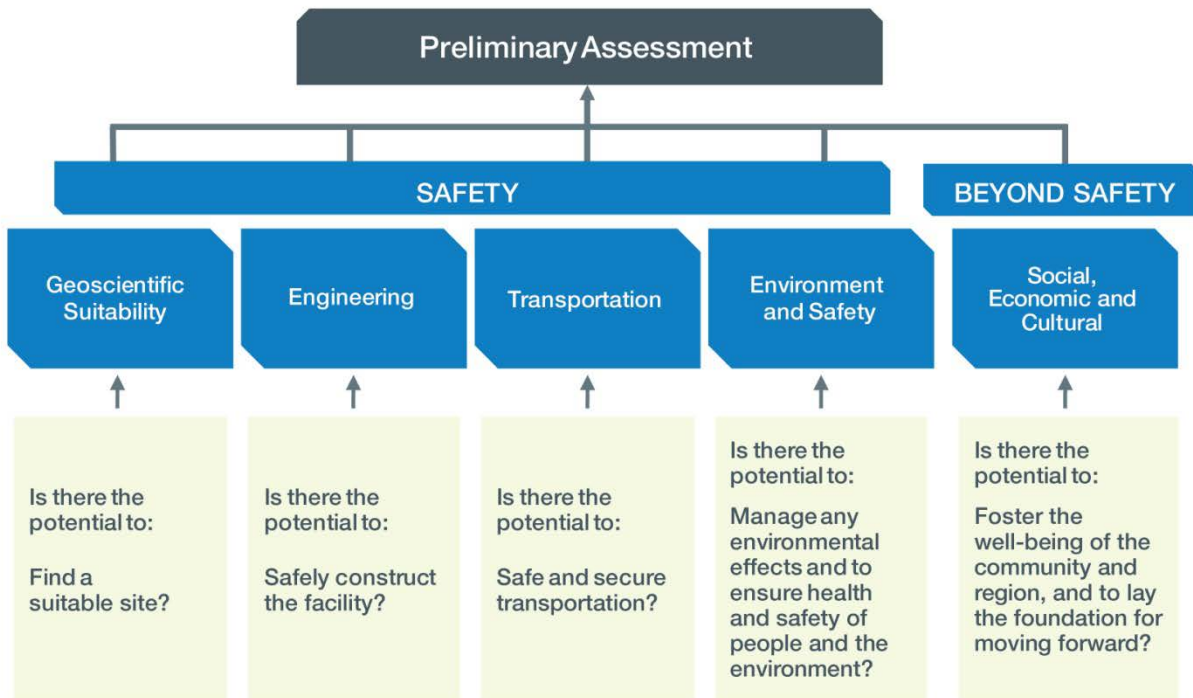 Preliminary Assessment
SAFETY
BEYOND SAFETY
Geoscientific
Suitability
Engineering
Transportation
Environment
and Safety
Social,
Economic and
Cultural
Is there the
potential to:
Find a
suitable site?
Is there the
potential to:
Safely construct
the facility?
Is there the
potential to:
Safe and secure
transportation?
Is there the
potential to:
Manage any
environmental
effects and to
ensure health
and safety of
people and the
environment?
Is there the
potential to:
Foster the
well-being of the
community and
region, and to lay
the foundation for
moving forward?